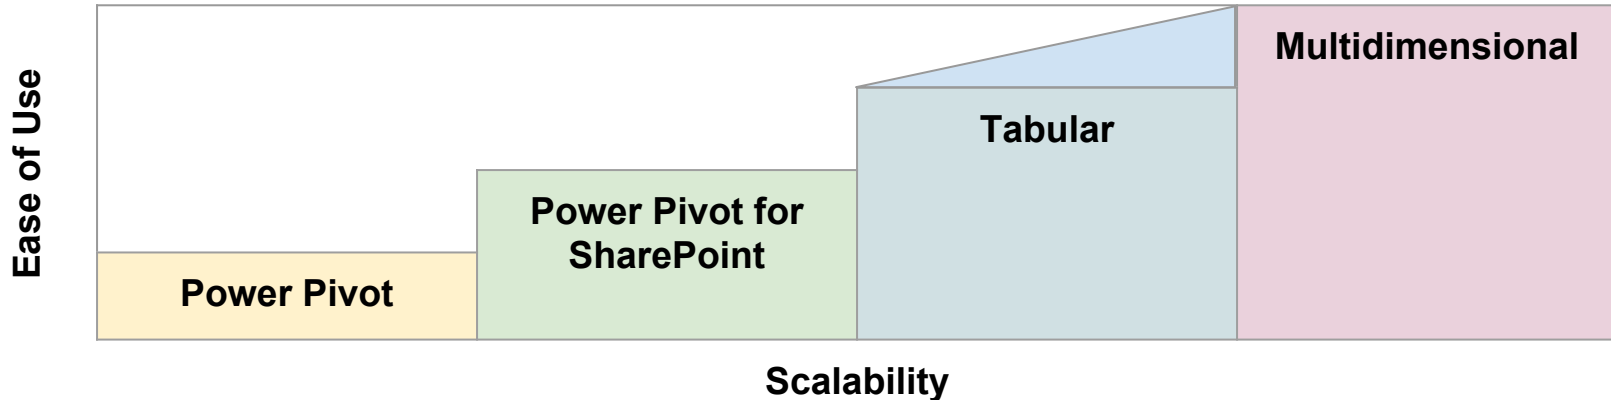 Ease of Use
Power Pivot
Power Pivot for
SharePoint
Tabular
Multidimensional
Scalability